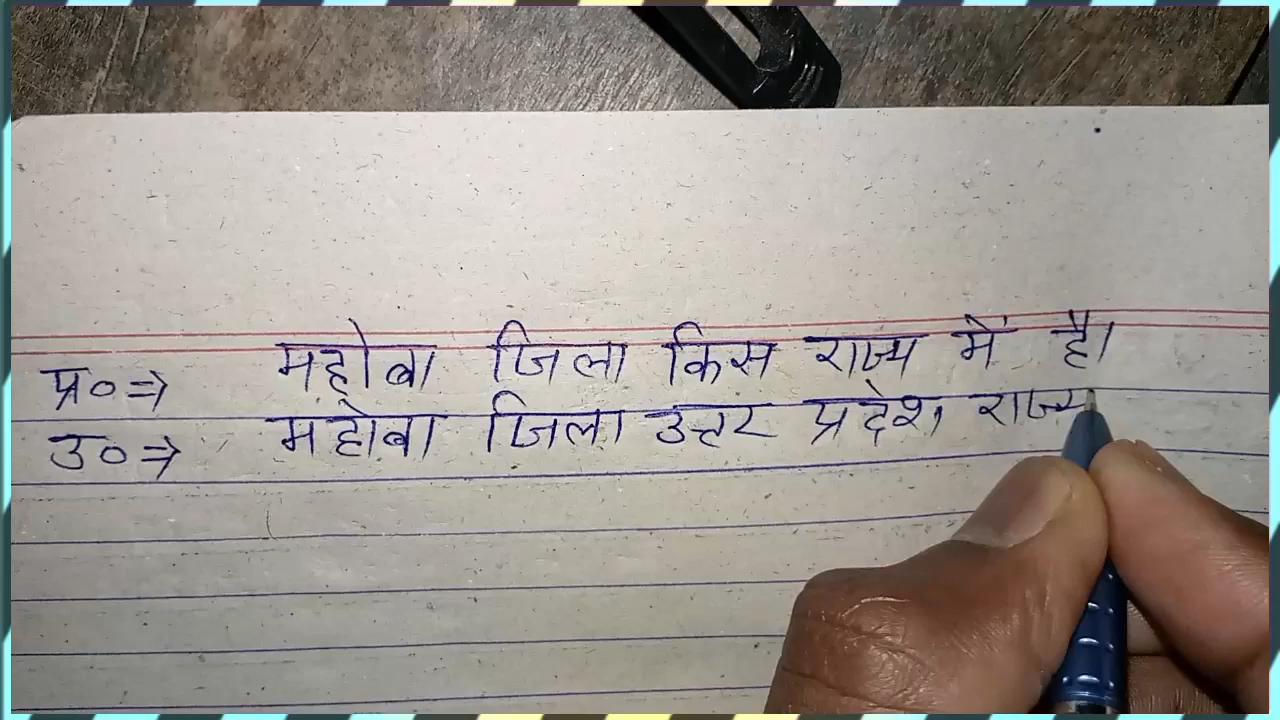 प्र०⇒ महोबा जिला किस राज्य में है।
उ०⇒ महोबा जिला उत्तर प्रदेश राज्य